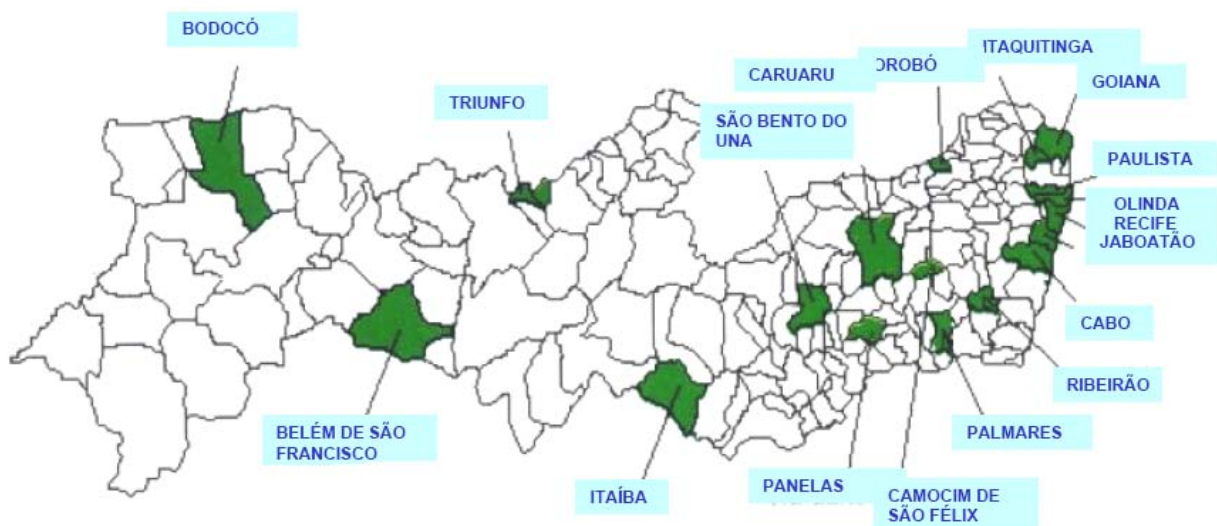 BODOCÓ
ITAQUITINGA
OROBÓ
CARUARU
GOIANA
TRIUNFO
SÃO BENTO DO
UNA
PAULISTA
OLINDA
RECIFE
JABOATÃO
CABO
RIBEIRÃO
BELÉM DE SÃO
FRANCISCO
PALMARES
ITAÍBA
PANELAS
CAMOCIM DE
SÃO FÉLIX